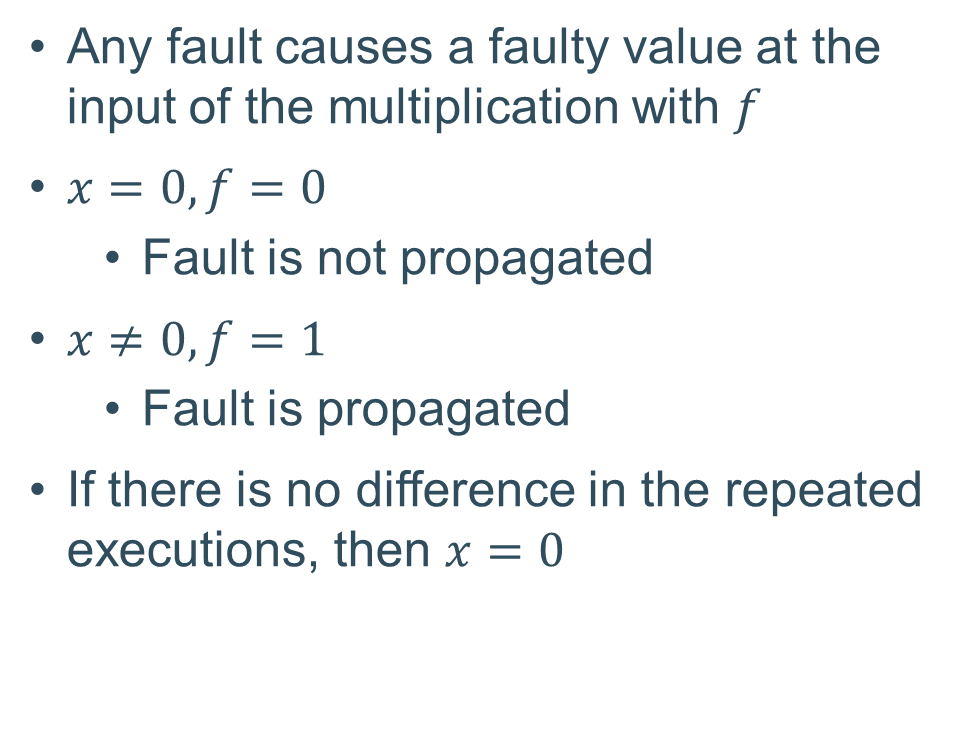 • Any fault causes a faulty value at the
input of the multiplication with 𝑓
• 𝑥 = 0, 𝑓 = 0
• Fault is not propagated
• 𝑥 ≠ 0, 𝑓 = 1
• Fault is propagated
• If there is no difference in the repeated
executions, then 𝑥 = 0